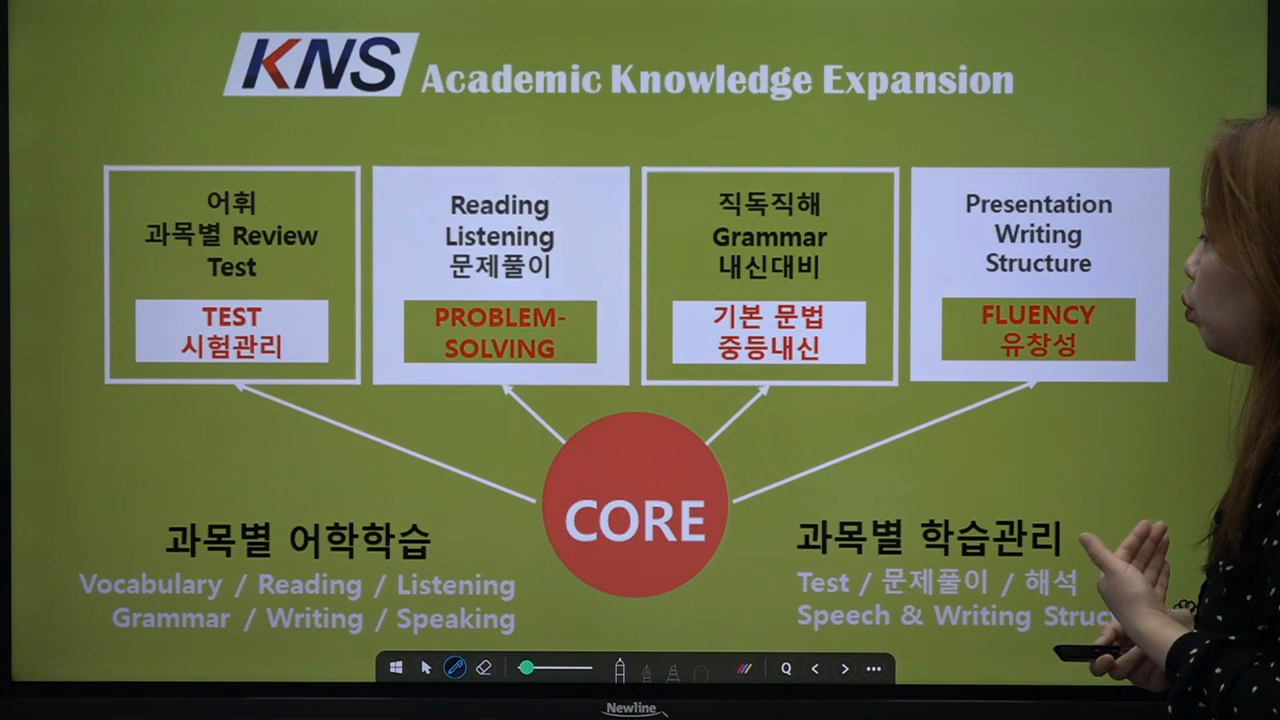 KNS Academic Knowledge Expansion
어휘
과목별 Review
Test
TEST
시험관리
Reading
Listening
문제풀이
PROBLEM-
SOLVING
직독직해
Grammar
내신대비
기본 문법
중등내신
Presentation
Writing
Structure
FLUENCY
유창성
CORE
과목별 어학학습
Vocabulary / Reading / Listening
Grammar / Writing / Speaking
과목별 학습관리
Test / 문제풀이 / 해석
Speech & Writing Struc
Newline